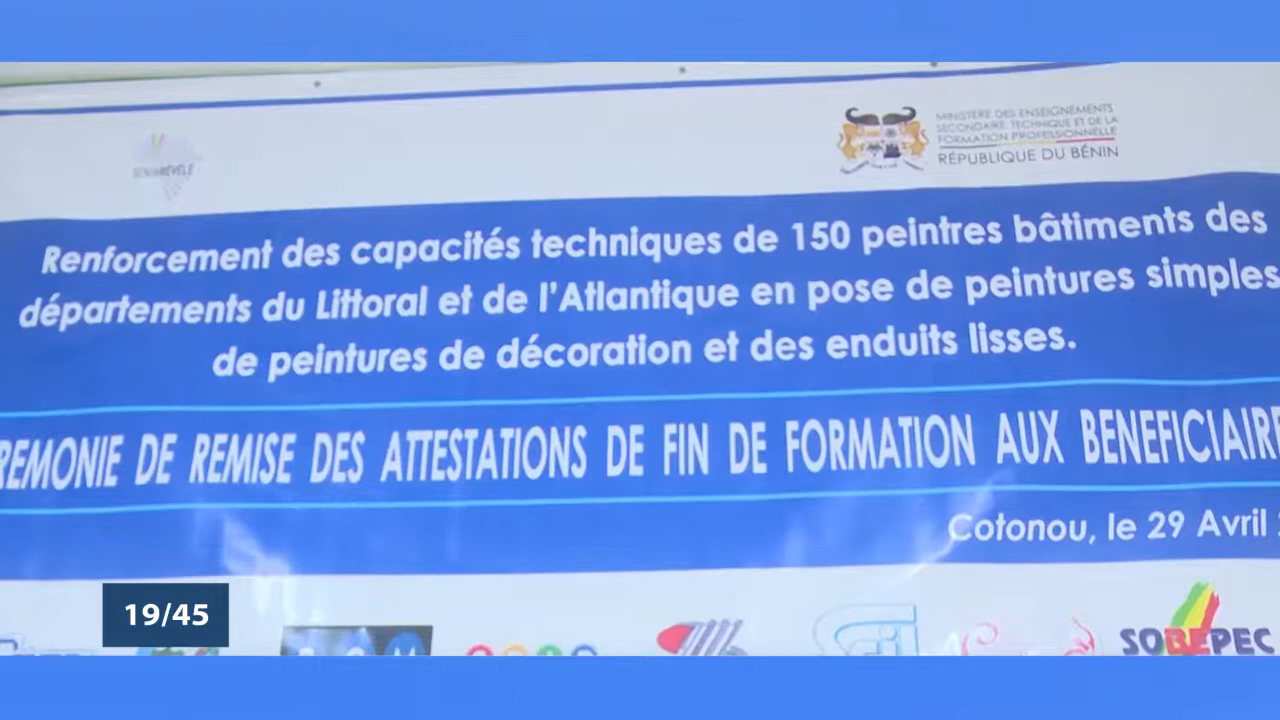 BÉNIN RÉVÉLÉ
MINISTÈRE DES ENSEIGNEMENTS
SECONDAIRE TECHNIQUE ET DE LA
FORMATION PROFESSIONNELLE
RÉPUBLIQUE DU BÉNIN
Renforcement des capacités techniques de 150 peintres bâtiments des
départements du Littoral et de l'Atlantique en pose de peintures simples
de peintures de décoration et des enduits lisses.
REMONIE DE REMISE DES ATTESTATIONS DE FIN DE FORMATION AUX BENEFICIAIRE
Cotonou, le 29 Avril
19/45
SOBEPEC